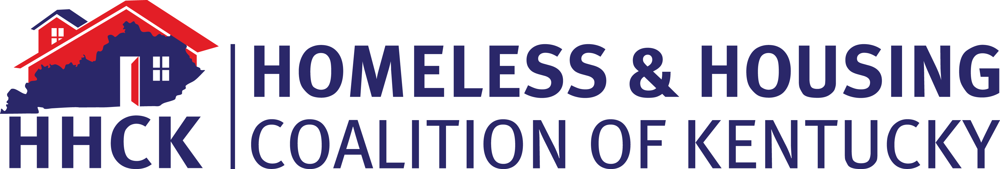 HHCK
HOMELESS & HOUSING
COALITION OF KENTUCKY